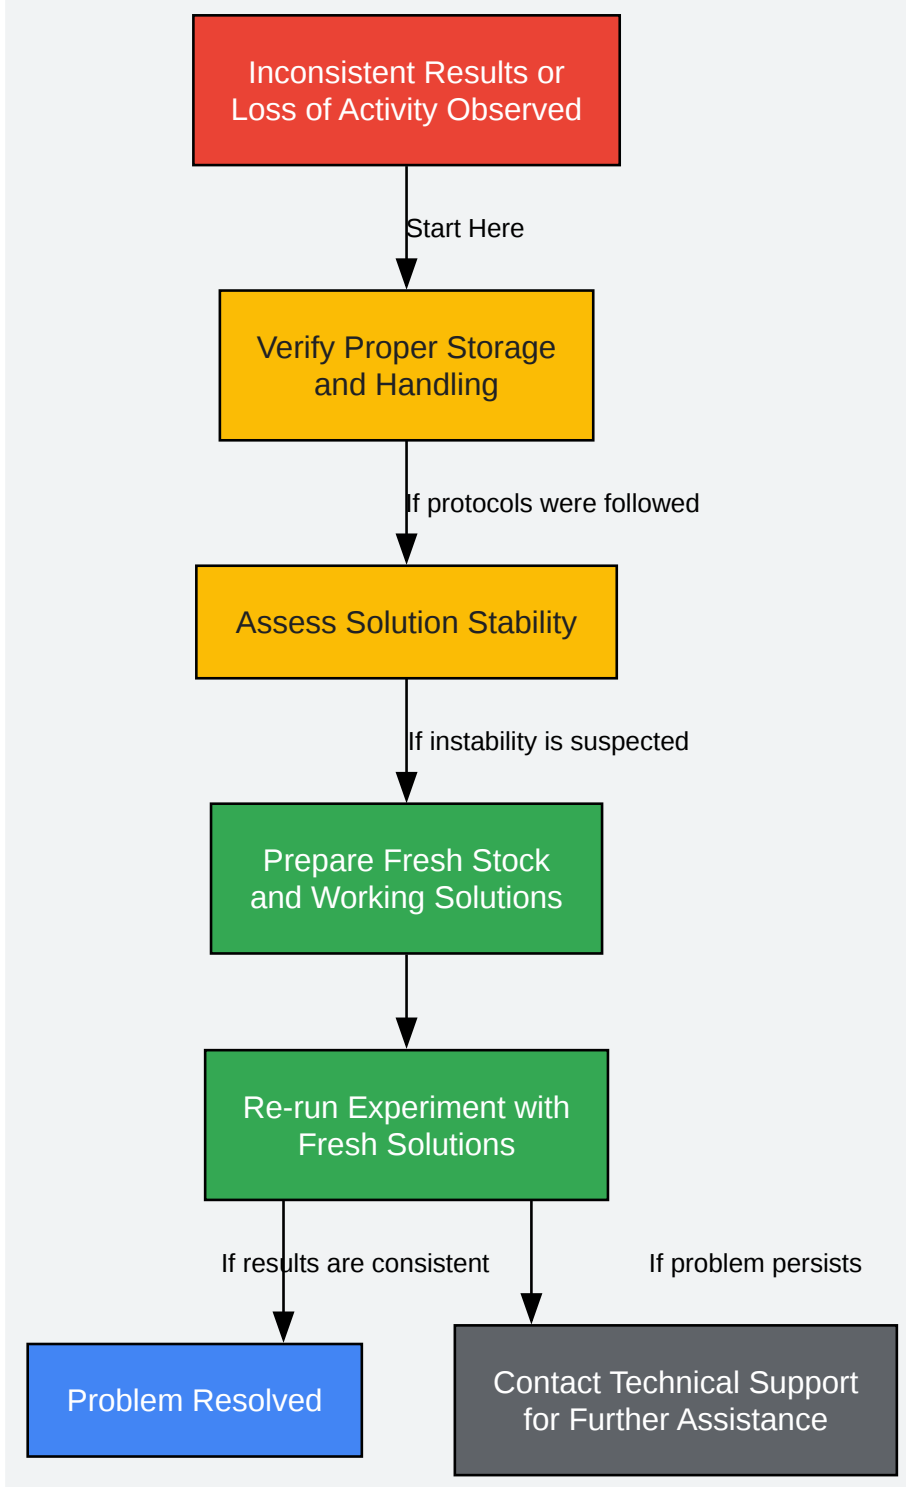 Inconsistent Results or
Loss of Activity Observed
Start Here
Verify Proper Storage
and Handling
If protocols were followed
Assess Solution Stability
If instability is suspected
Prepare Fresh Stock
and Working Solutions
Re-run Experiment with
Fresh Solutions
If results are consistent
If problem persists
Problem Resolved
Contact Technical Support
for Further Assistance